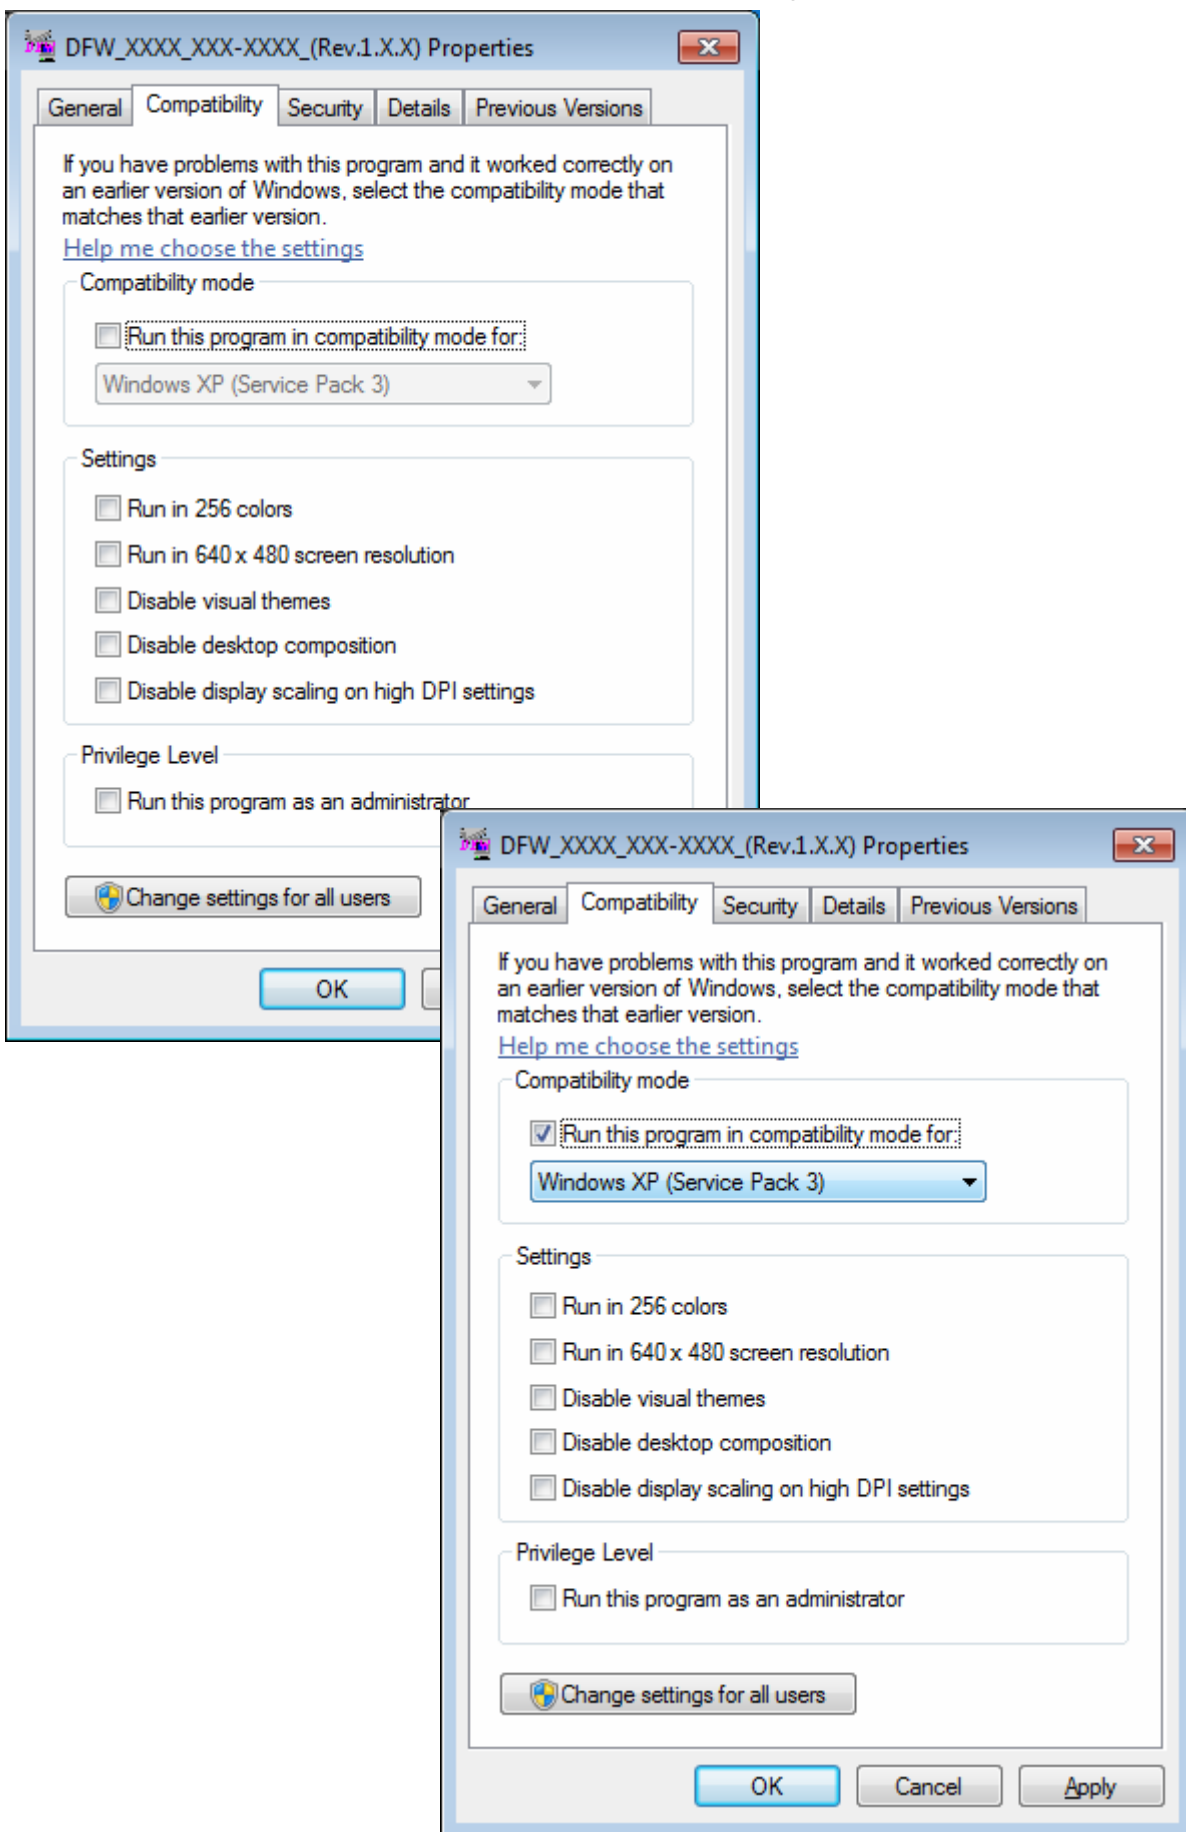 DFW_XXXX_XXX-XXXX_(Rev.1.X.X) Properties
General Compatibility Security Details Previous Versions
If you have problems with this program and it worked correctly on
an earlier version of Windows, select the compatibility mode that
matches that earlier version.
Help me choose the settings
Compatibility mode
Run this program in compatibility mode for:
Windows XP (Service Pack 3)
Settings
Run in 256 colors
Run in 640 x 480 screen resolution
Disable visual themes
Disable desktop composition
Disable display scaling on high DPI settings
Privilege Level
Run this program as an administrator
Change settings for all users
OK
DFW_XXXX_XXX-XXXX_(Rev.1.X.X) Properties
General Compatibility Security Details Previous Versions
If you have problems with this program and it worked correctly on
an earlier version of Windows, select the compatibility mode that
matches that earlier version.
Help me choose the settings
Compatibility mode
Run this program in compatibility mode for:
Windows XP (Service Pack 3)
Settings
Run in 256 colors
Run in 640 x 480 screen resolution
Disable visual themes
Disable desktop composition
Disable display scaling on high DPI settings
Privilege Level
Run this program as an administrator
Change settings for all users
OK Cancel Apply